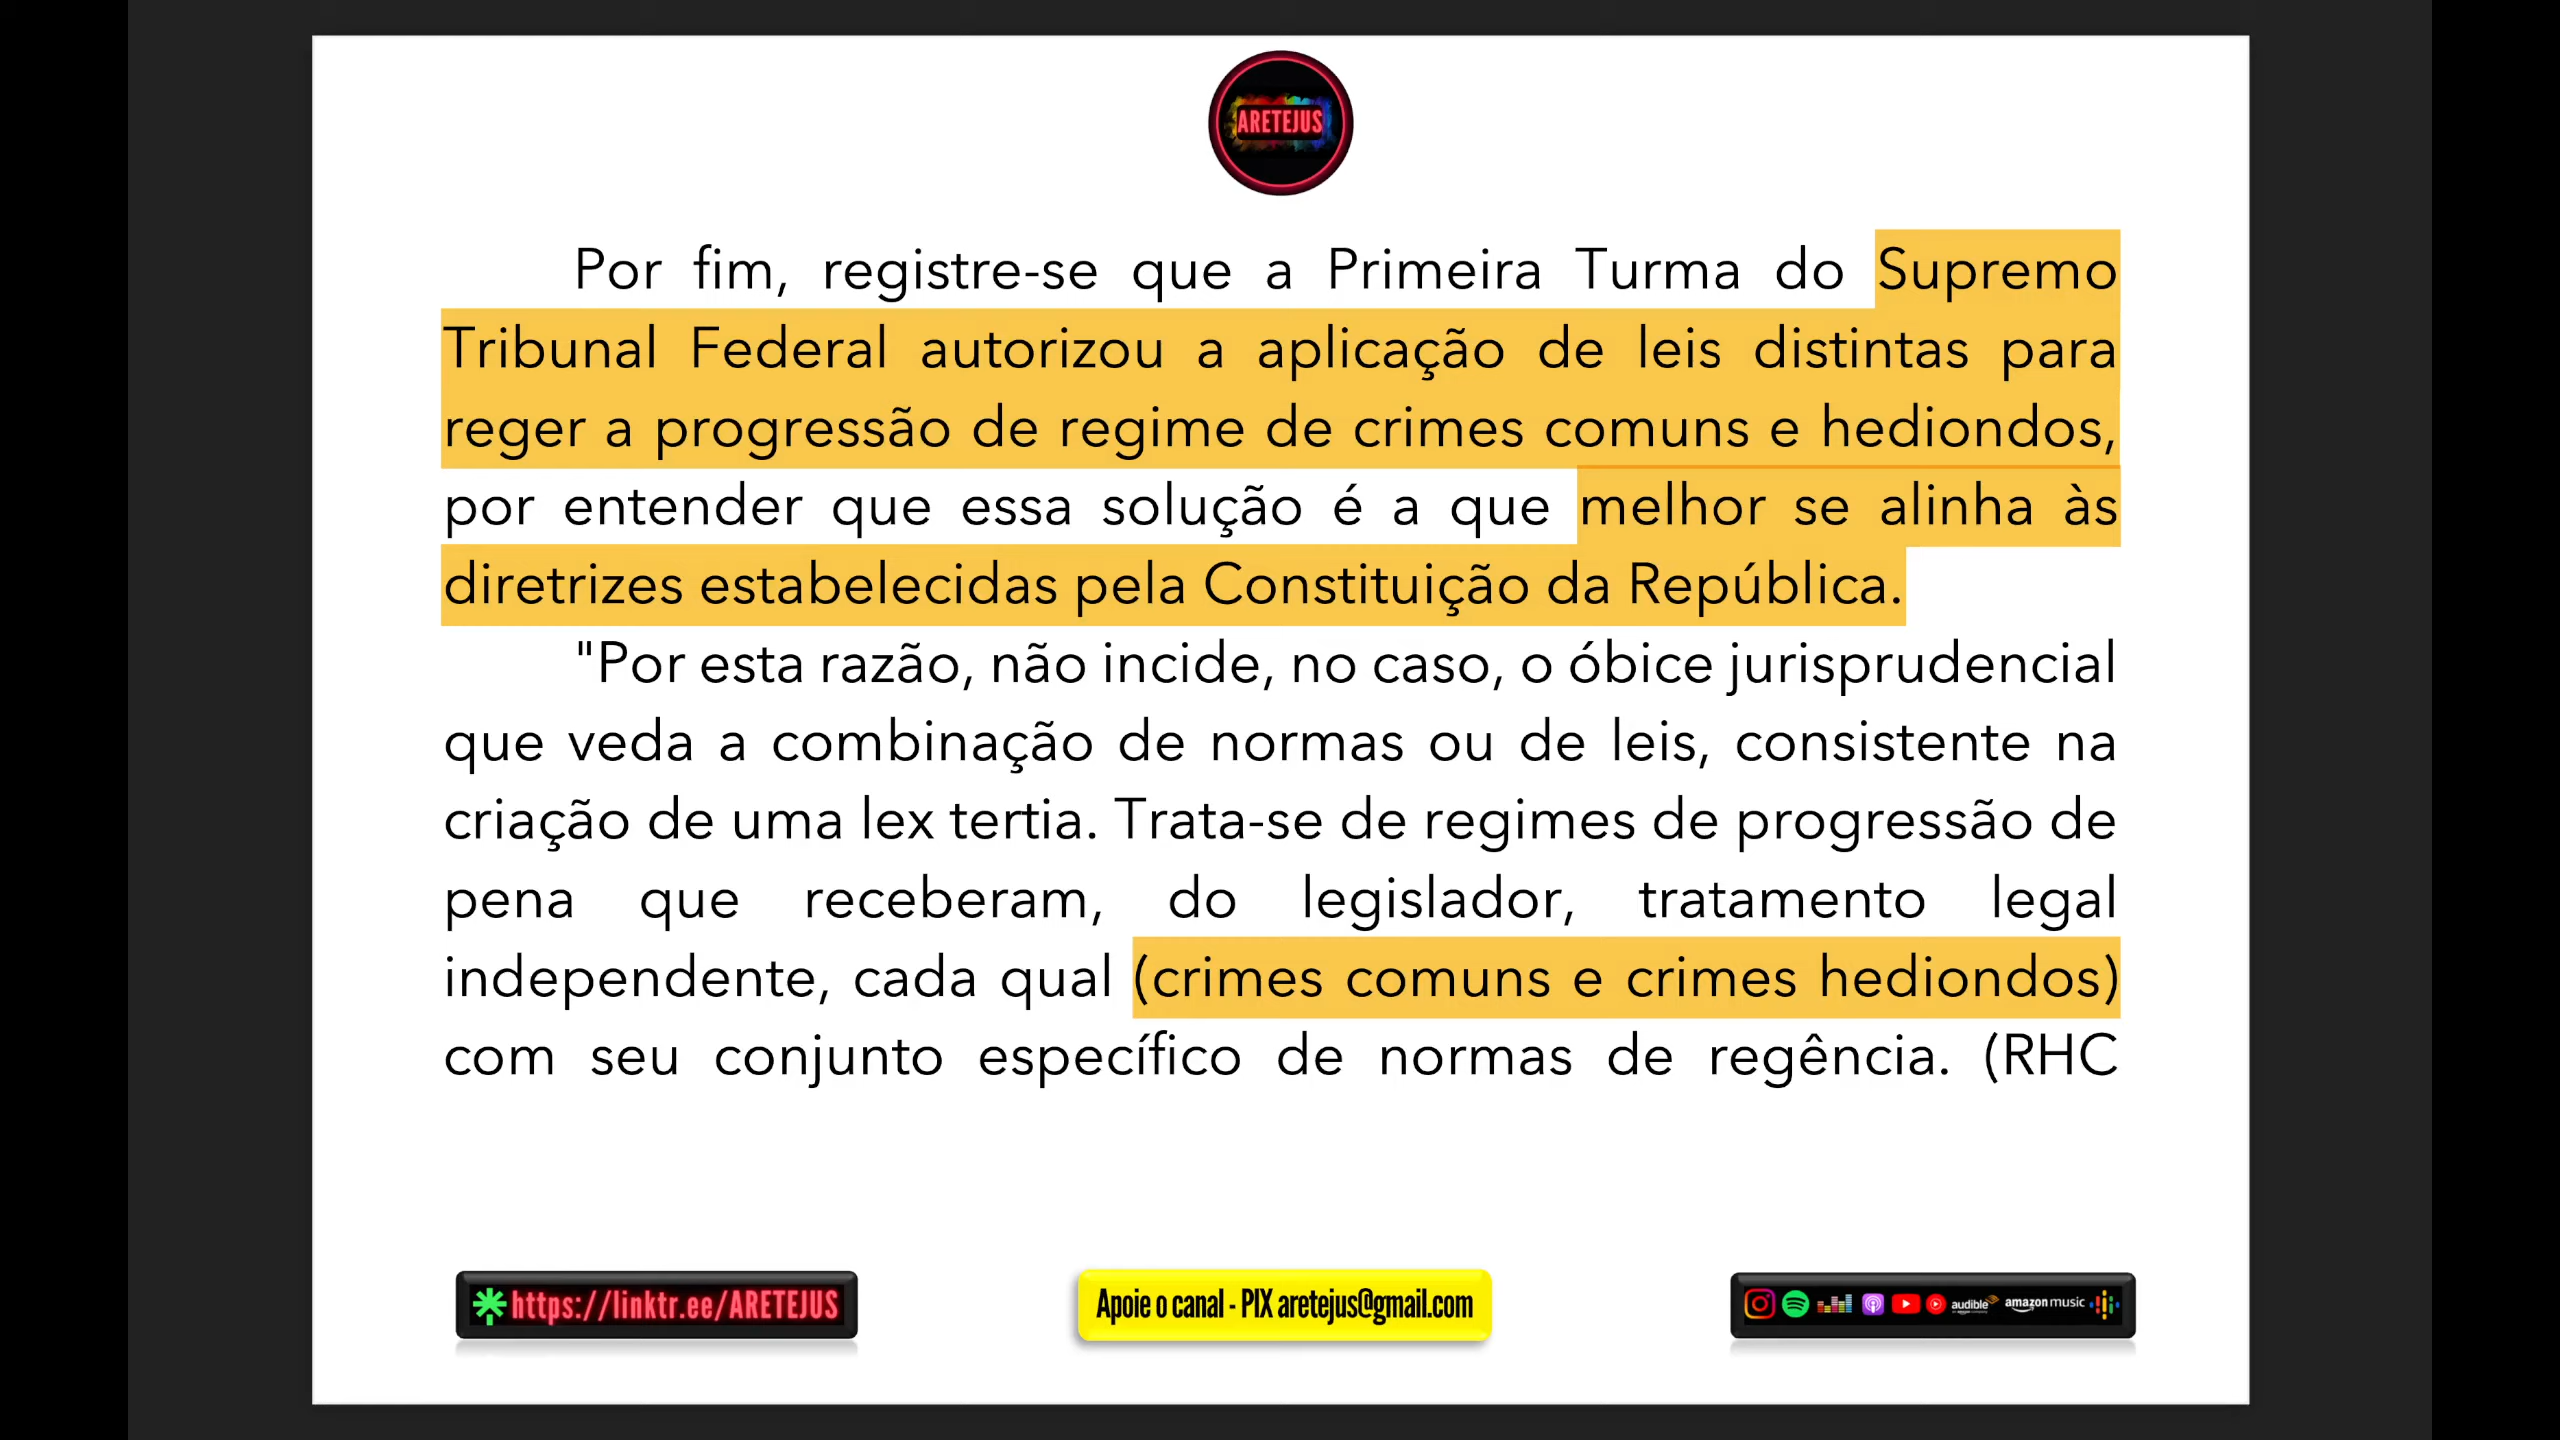 ARETEJUS
Por fim, registre-se que a Primeira Turma do Supremo
Tribunal Federal autorizou a aplicação de leis distintas para
reger a progressão de regime de crimes comuns e hediondos,
por entender que essa solução é a que melhor se alinha às
diretrizes estabelecidas pela Constituição da República.
"Por esta razão, não incide, no caso, o óbice jurisprudencial
que veda a combinação de normas ou de leis, consistente na
criação de uma lex tertia. Trata-se de regimes de progressão de
pena que receberam, do legislador, tratamento legal
independente, cada qual (crimes comuns e crimes hediondos)
com seu conjunto específico de normas de regência. (RHC
https://linktr.ee/ARETEJUS
Apoie o canal - PIX aretejus@gmail.com
audible amazon music